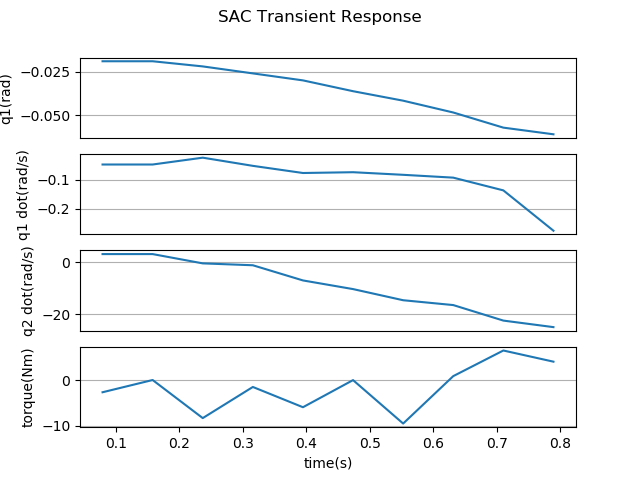 SAC Transient Response
q1(rad)
−0.025
−0.050
q1 dot(rad/s)
−0.1
−0.2
q2 dot(rad/s)
0
−20
torque(Nm)
0
−10
0.1 0.2 0.3 0.4 0.5 0.6 0.7 0.8
time(s)